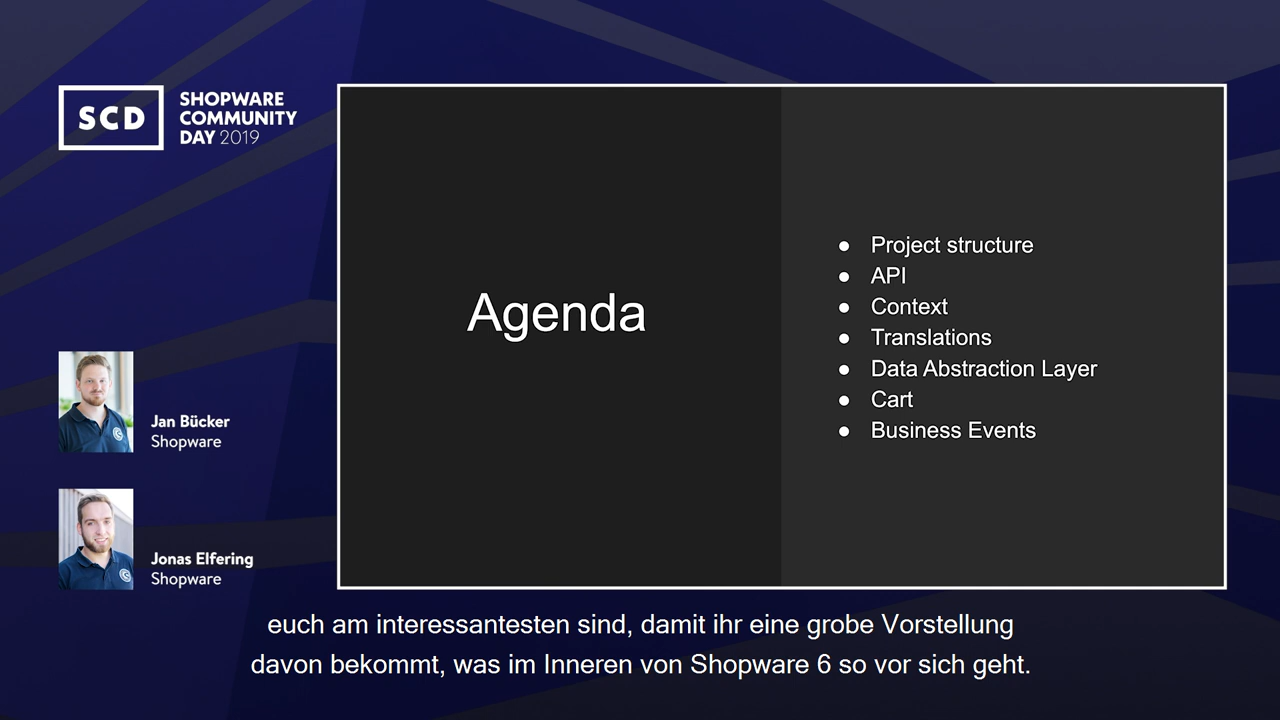 SCD
SHOPWARE
COMMUNITY
DAY 2019
Agenda
● Project structure
● API
● Context
● Translations
● Data Abstraction Layer
● Cart
● Business Events
Jan Bücker
Shopware
Jonas Elfering
Shopware
euch am interessantesten sind, damit ihr eine grobe Vorstellung
davon bekommt, was im Inneren von Shopware 6 so vor sich geht.